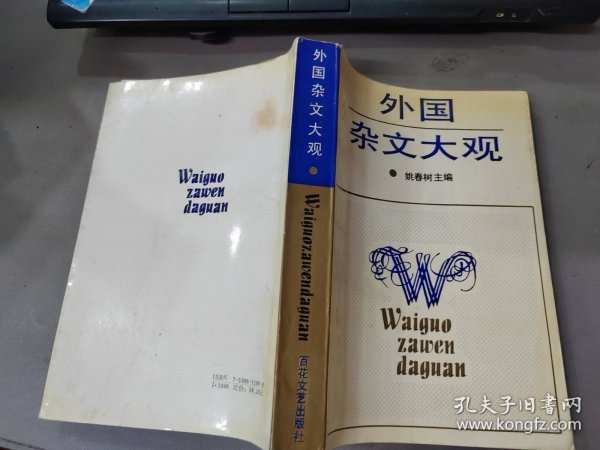 外国
杂文大观
姚春树主编
W
Waiguo
zawen
daguan
外国杂文大观
Waiguozawendaguan
百花文艺出版社
Waiguo
zawen
daguan
ISBN
孔夫子旧书网
www.kongfz.com